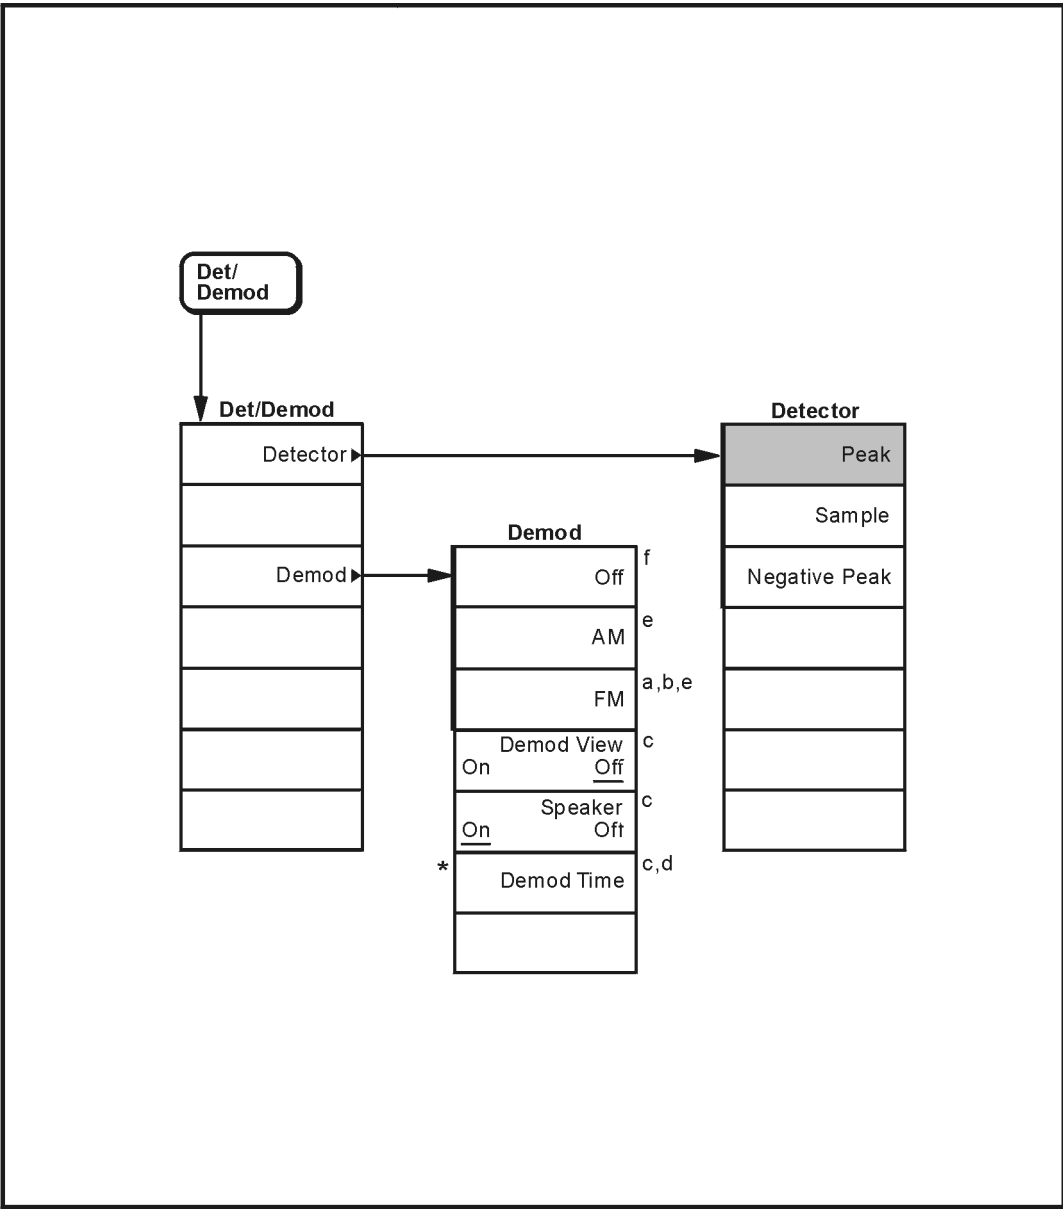 Det/
Demod
Det/Demod
Detector
Demod
Demod
Off
f
AM
e
FM
a,b,e
Demod View
On Off
c
Speaker
On Oft
c
*
Demod Time
c,d
Detector
Peak
Sample
Negative Peak